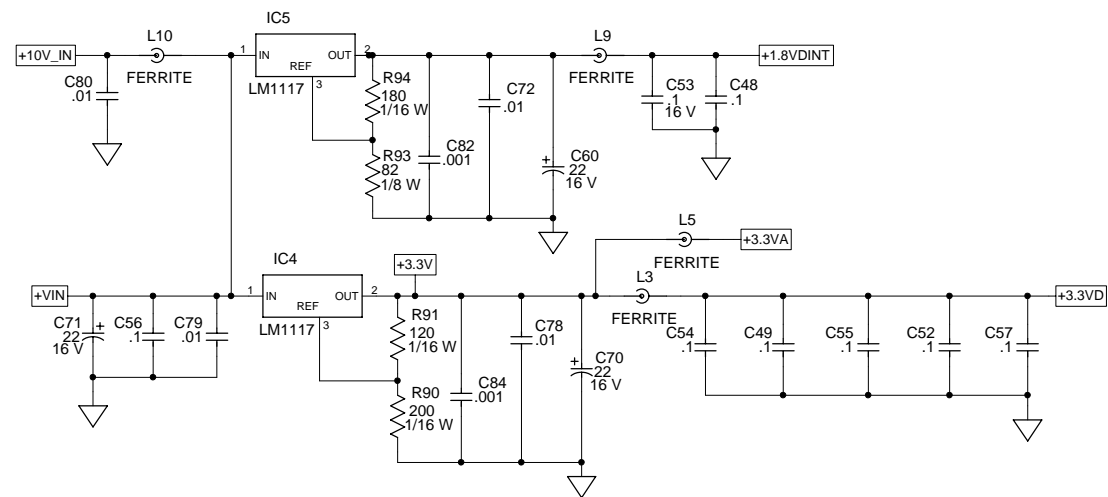 IC5
+10V_IN
L10
FERRITE
C80
.01
1
IN
OUT
2
REF
3
LM1117
R94
180
1/16 W
R93
82
1/8 W
C82
.001
C72
.01
+
C60
22
16 V
L9
FERRITE
C53
.1
16 V
C48
.1
+1.8VDINT
L5
FERRITE
+3.3VA
IC4
+VIN
C71
22
16 V
+
C56
.1
C79
.01
1
IN
OUT
2
REF
3
LM1117
+3.3V
R91
120
1/16 W
R90
200
1/16 W
C84
.001
C78
.01
+
C70
22
16 V
L3
FERRITE
C54
.1
C49
.1
C55
.1
C52
.1
C57
.1
+3.3VD